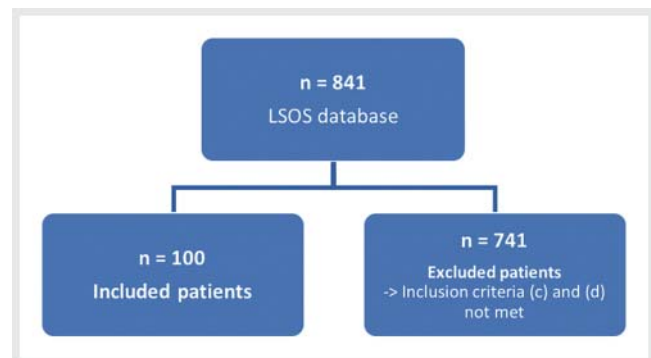 n = 841
LSOS database
n = 100
Included patients
n = 741
Excluded patients
-> Inclusion criteria (c) and (d)
not met